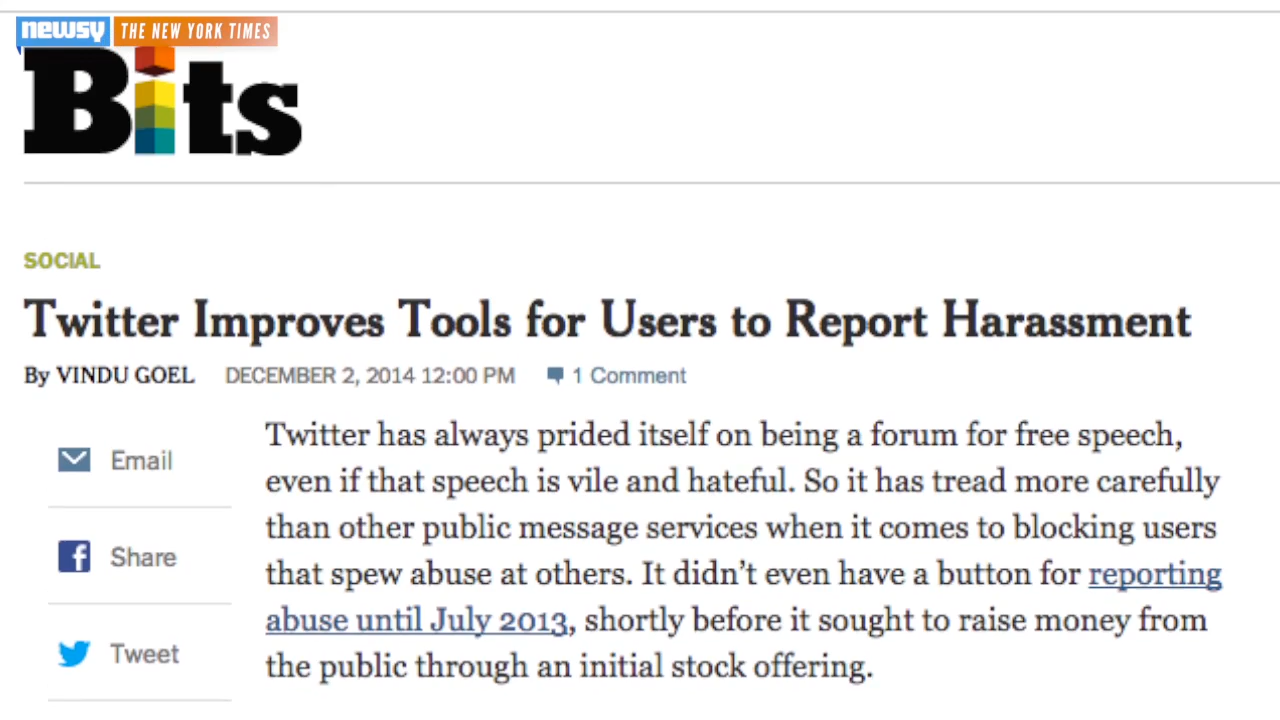 newsy THE NEW YORK TIMES
Bits
SOCIAL
Twitter Improves Tools for Users to Report Harassment
By VINDU GOEL DECEMBER 2, 2014 12:00 PM 1 Comment
Email
Share
Tweet
Twitter has always prided itself on being a forum for free speech,
even if that speech is vile and hateful. So it has tread more carefully
than other public message services when it comes to blocking users
that spew abuse at others. It didn't even have a button for reporting
abuse until July 2013, shortly before it sought to raise money from
the public through an initial stock offering.